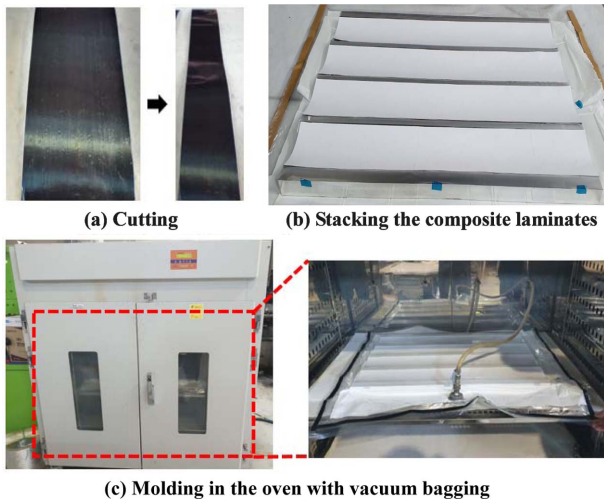 (a) Cutting
(b) Stacking the composite laminates
(c) Molding in the oven with vacuum bagging